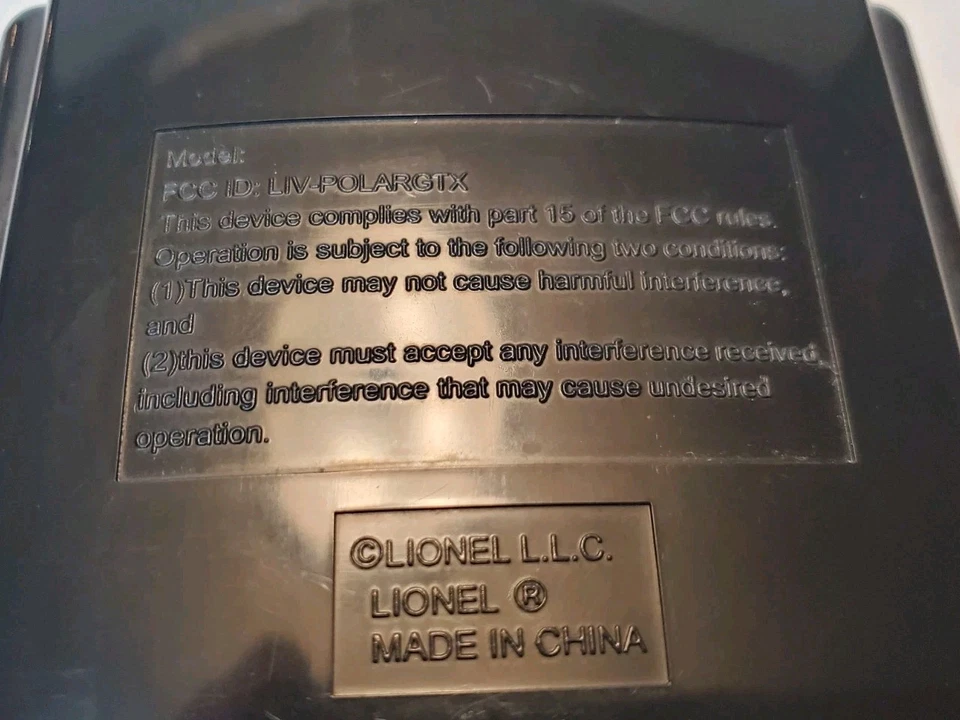 Model:
FCC ID: LIV-POLARGTX
This device complies with part 15 of the FCC rules.
Operation is subject to the following two conditions:
(1)This device may not cause harmful interference,
and
(2)this device must accept any interference received,
including interference that may cause undesired
operation.
©LIONEL L.L.C.
LIONEL ®
MADE IN CHINA